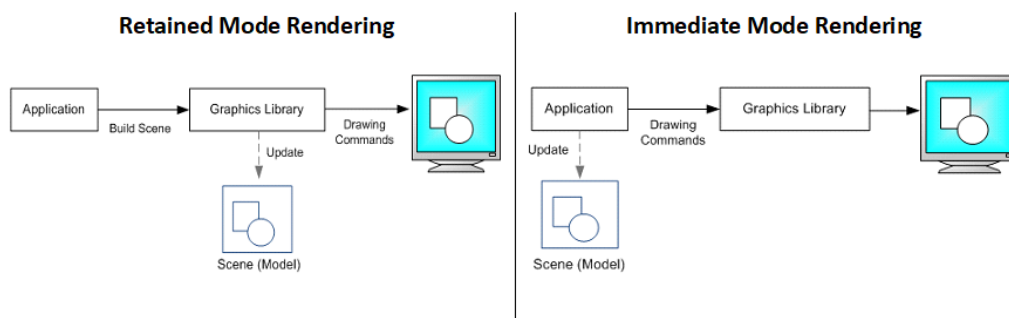 Retained Mode Rendering
Application
Build Scene
Graphics Library
Drawing
Commands
Update
Scene (Model)
Immediate Mode Rendering
Application
Drawing
Commands
Graphics Library
Update
Scene (Model)